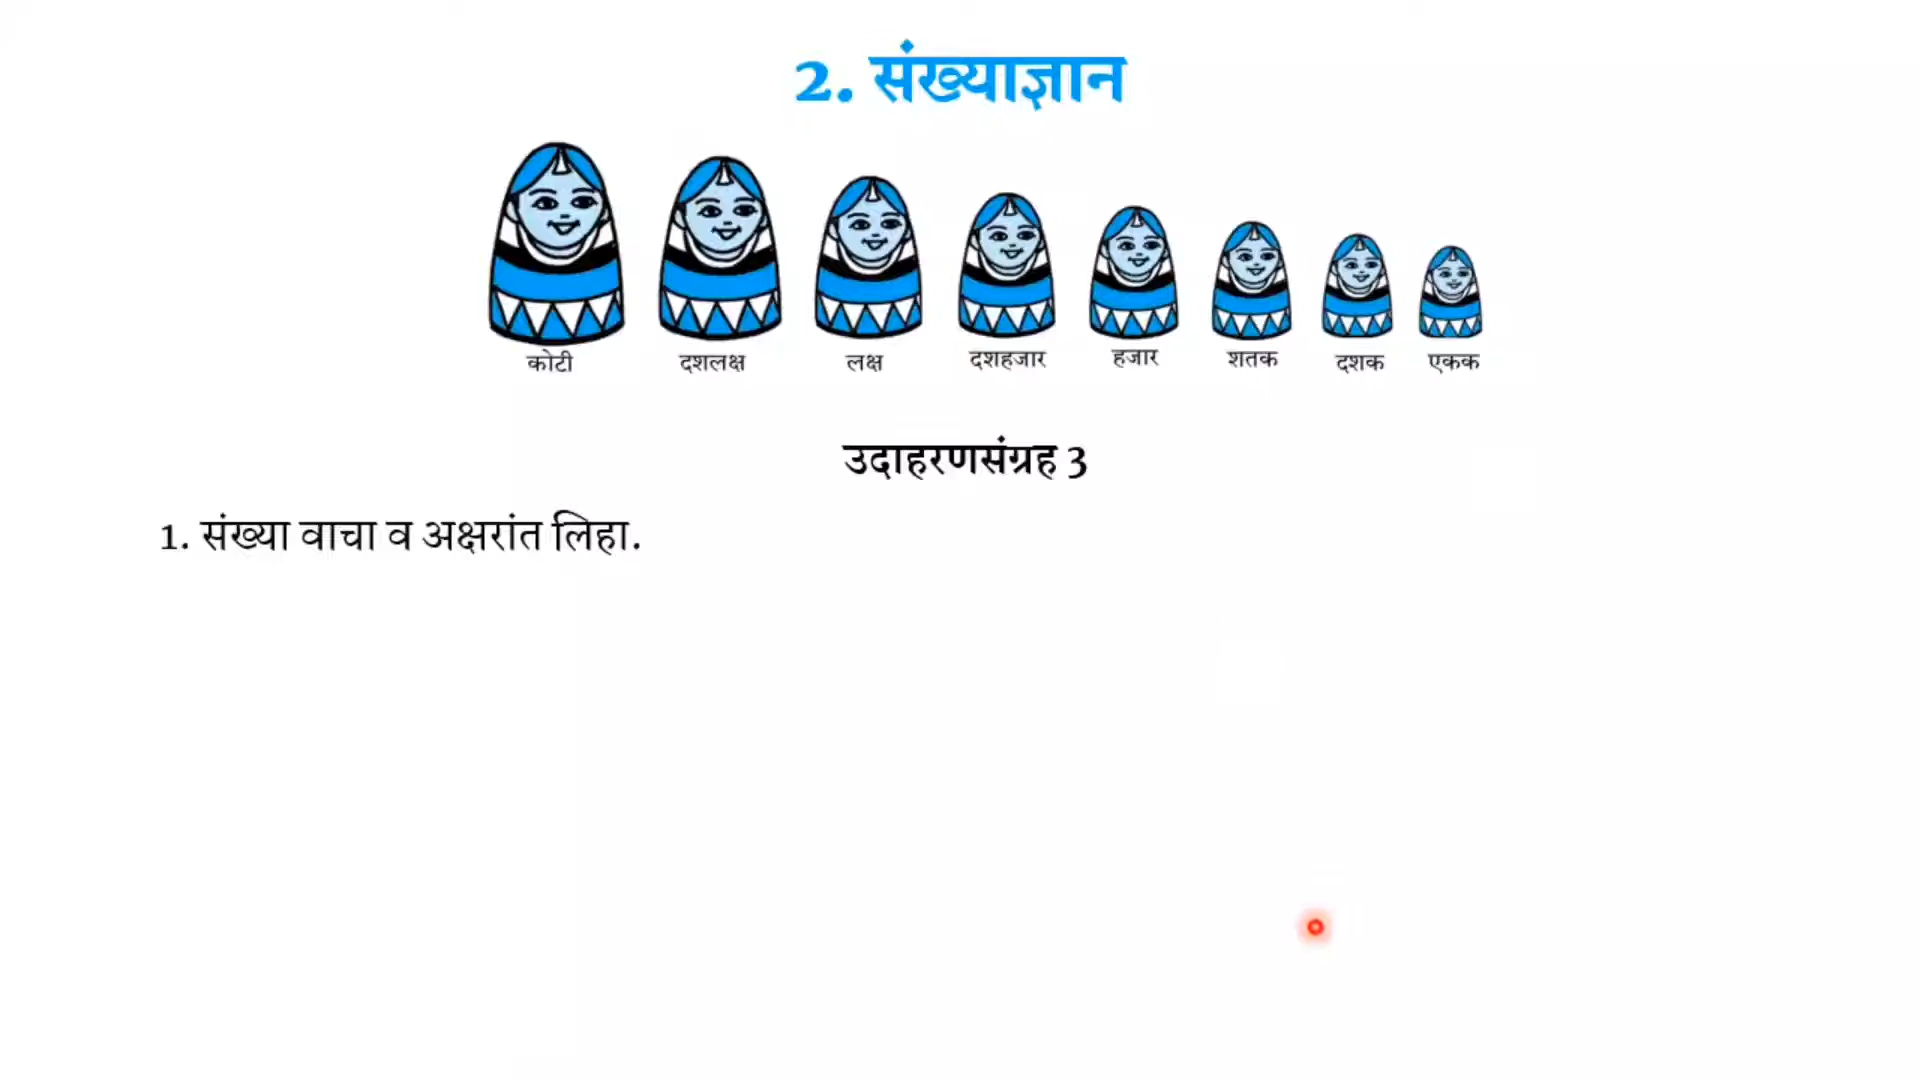 2. संख्याज्ञान
कोटी दशलक्ष लक्ष दशहजार हजार शतक दशक एकक
उदाहरणसंग्रह 3
1. संख्या वाचा व अक्षरांत लिहा.